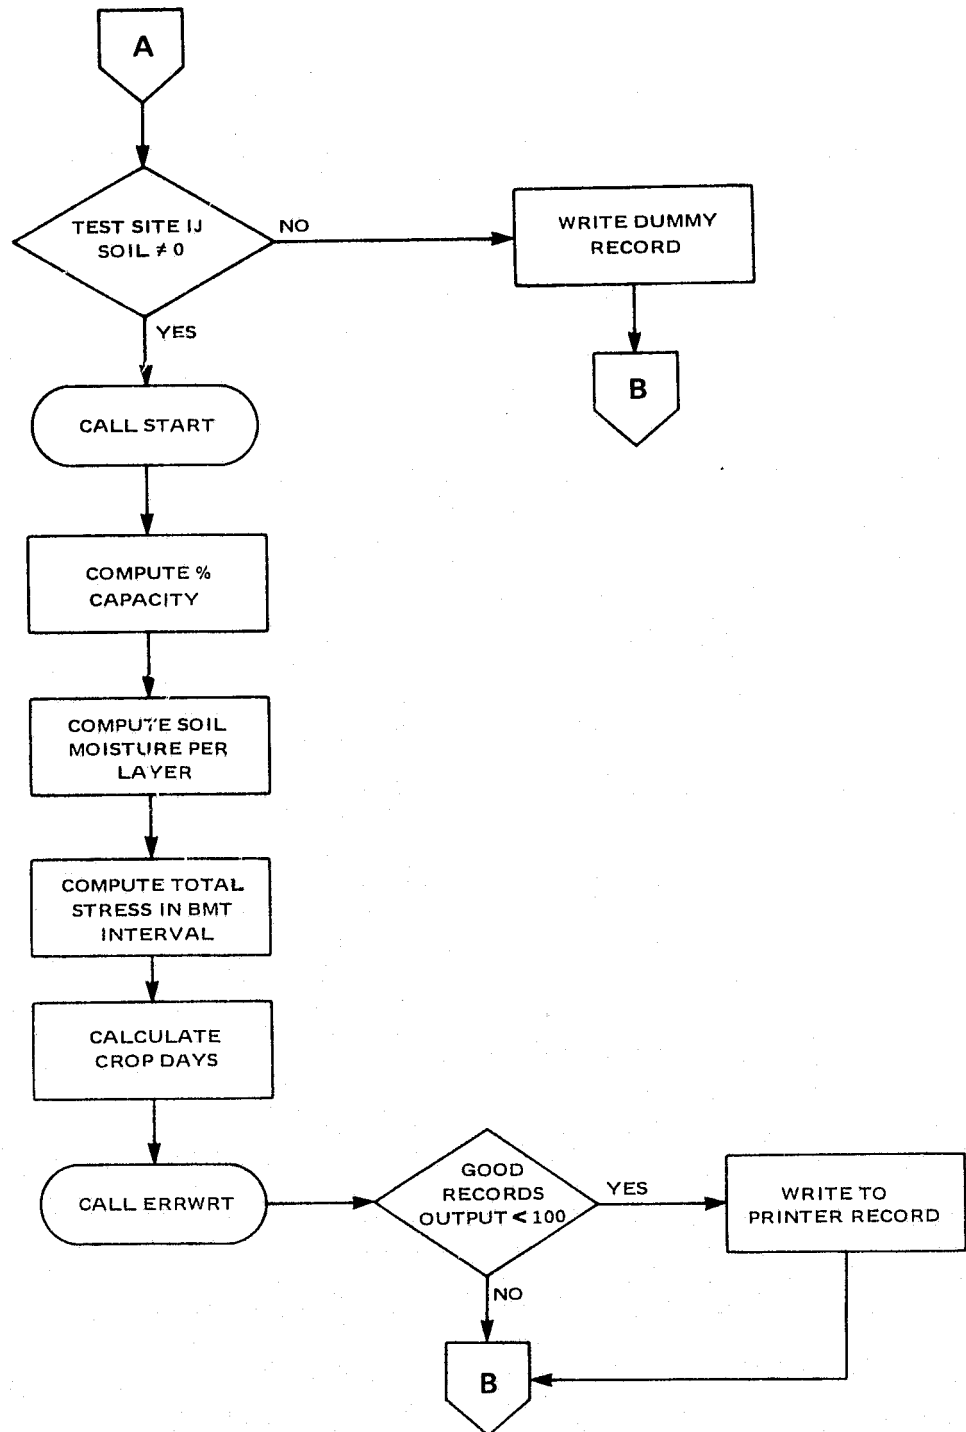 A
TEST SITE IJ
SOIL ≠ 0
NO
WRITE DUMMY
RECORD
YES
B
CALL START
COMPUTE %
CAPACITY
COMPUTE SOIL
MOISTURE PER
LAYER
COMPUTE TOTAL
STRESS IN BMT
INTERVAL
CALCULATE
CROP DAYS
CALL ERRWRT
GOOD
RECORDS
OUTPUT < 100
YES
WRITE TO
PRINTER RECORD
NO
B